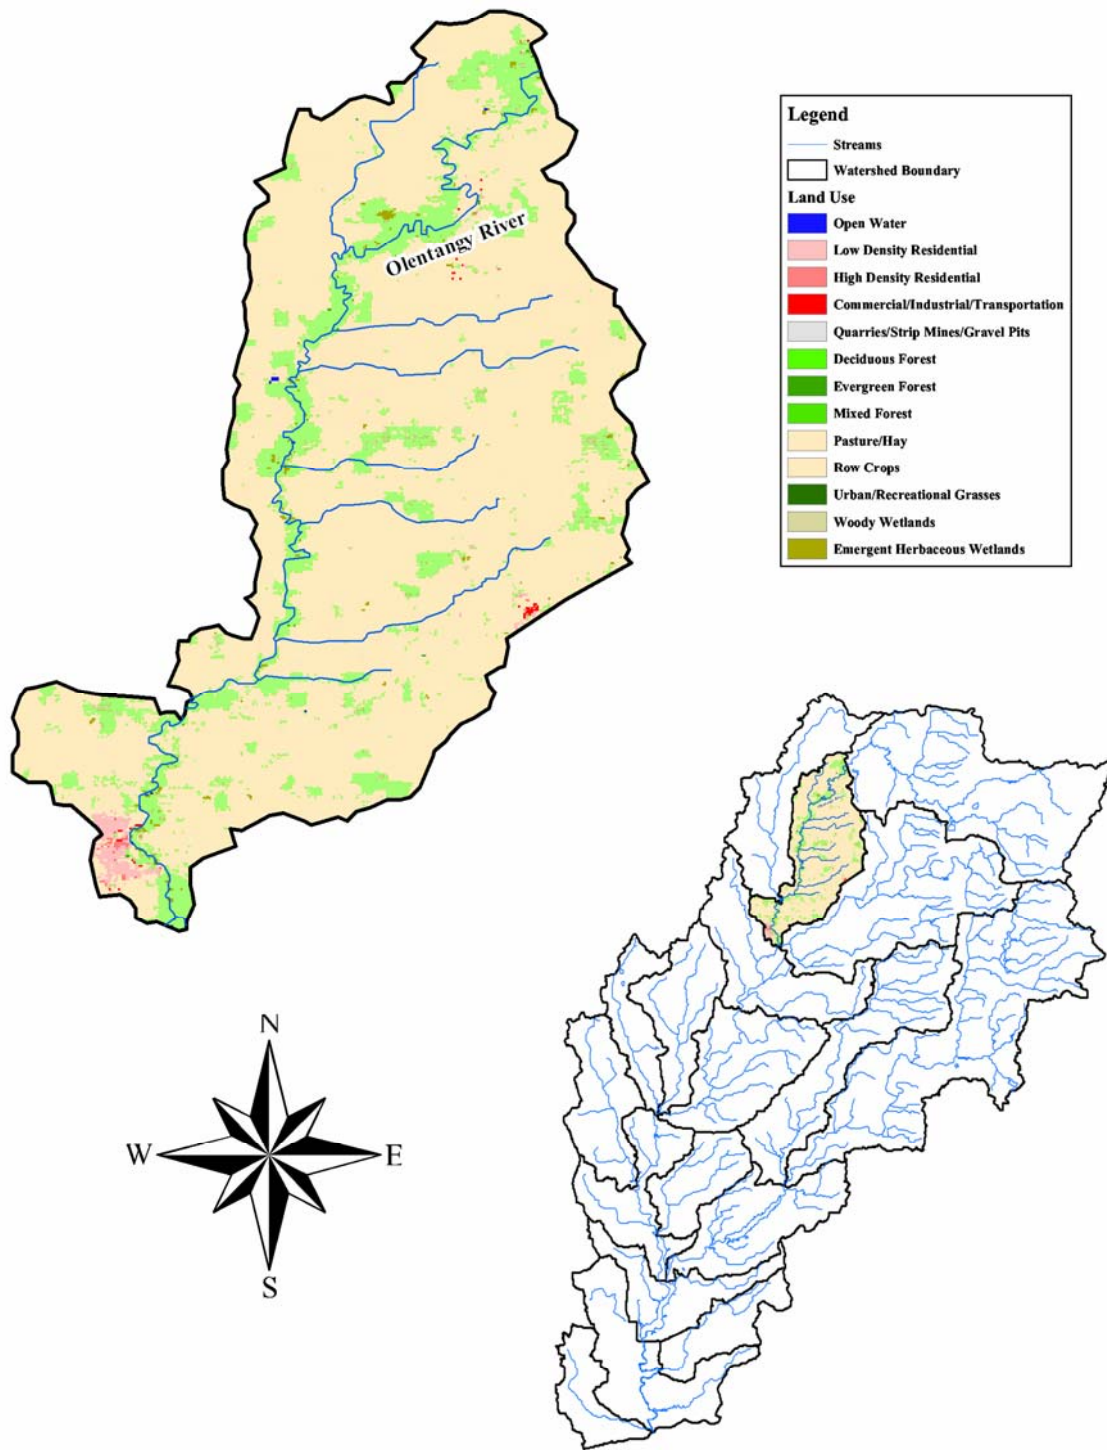 Olentangy River
Legend
Streams
Watershed Boundary
Land Use
Open Water
Low Density Residential
High Density Residential
Commercial/Industrial/Transportation
Quarries/Strip Mines/Gravel Pits
Deciduous Forest
Evergreen Forest
Mixed Forest
Pasture/Hay
Row Crops
Urban/Recreational Grasses
Woody Wetlands
Emergent Herbaceous Wetlands
N
W
E
S